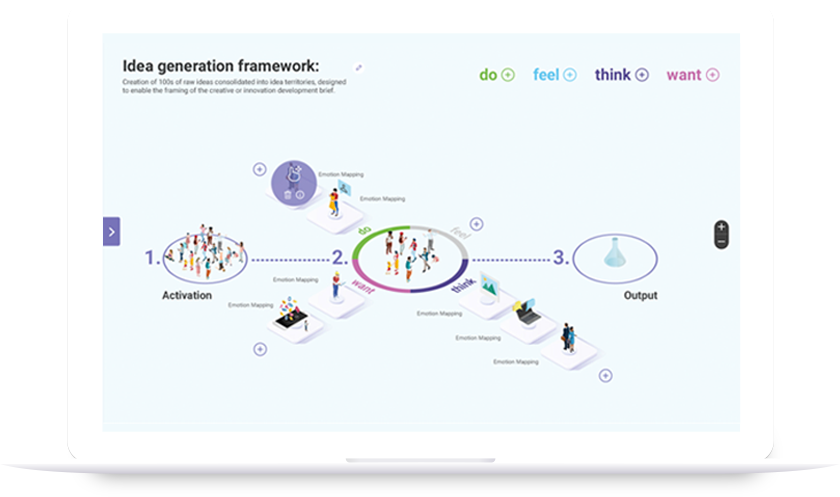 Idea generation framework:
Creation of 100s of raw ideas consolidated into idea territories, designed
to enable the framing of the creative or innovation development brief.
do feel think want
Emotion Mapping
Emotion Mapping
do feel
1. 2. 3.
Emotion Mapping
want think
Activation Output
Emotion Mapping
Emotion Mapping
Emotion Mapping
Emotion Mapping